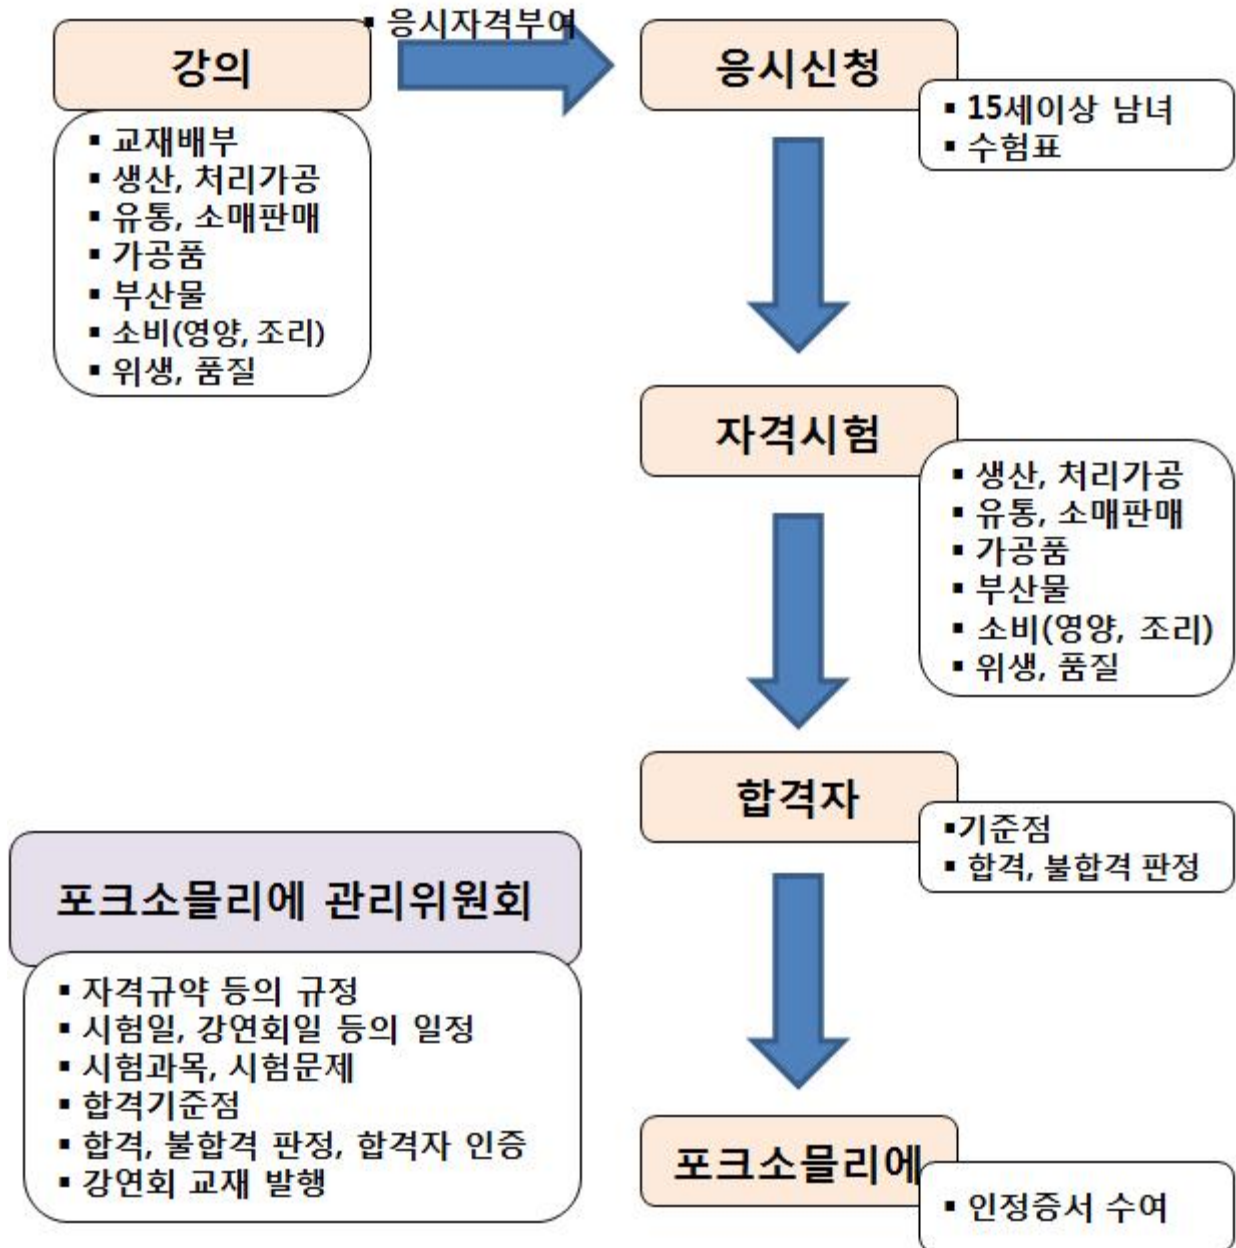 강의
▪ 응시자격부여
응시신청
▪ 교재배부
▪ 생산, 처리가공
▪ 유통, 소매판매
▪ 가공품
▪ 부산물
▪ 소비(영양, 조리)
▪ 위생, 품질
▪ 15세이상 남녀
▪ 수험표
자격시험
▪ 생산, 처리가공
▪ 유통, 소매판매
▪ 가공품
▪ 부산물
▪ 소비(영양, 조리)
▪ 위생, 품질
합격자
▪기준점
▪ 합격, 불합격 판정
포크소믈리에 관리위원회
▪ 자격규약 등의 규정
▪ 시험일, 강연회일 등의 일정
▪ 시험과목, 시험문제
▪ 합격기준점
▪ 합격, 불합격 판정, 합격자 인증
▪ 강연회 교재 발행
포크소믈리에
▪ 인정증서 수여